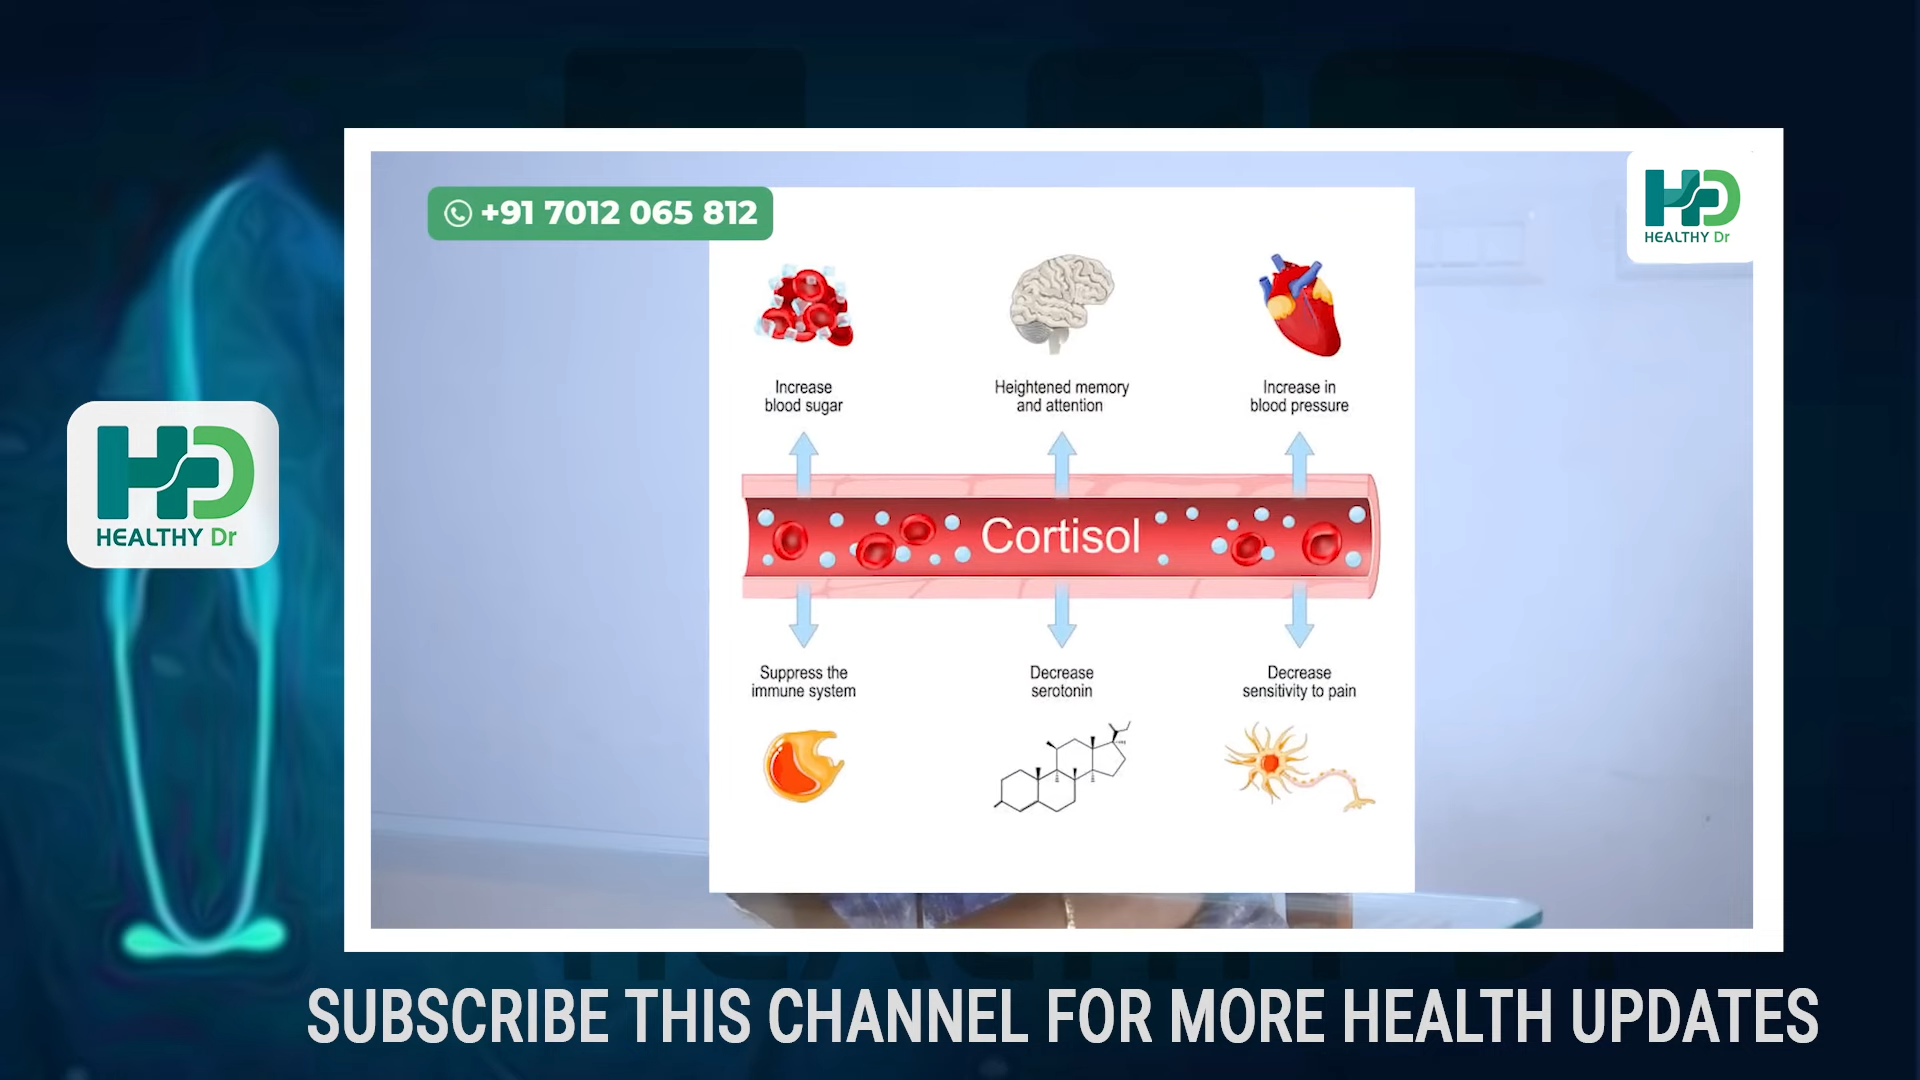 +91 7012 065 812
HEALTHY Dr
Increase
blood sugar
Heightened memory
and attention
Increase in
blood pressure
HEALTHY Dr
Cortisol
Suppress the
immune system
Decrease
serotonin
Decrease
sensitivity to pain
SUBSCRIBE THIS CHANNEL FOR MORE HEALTH UPDATES